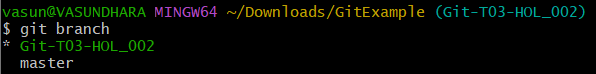 vasun@VASUNDHARA MINGW64 ~/Downloads/GitExample (Git-T03-HOL_002)
$ git branch
* Git-T03-HOL_002
  master